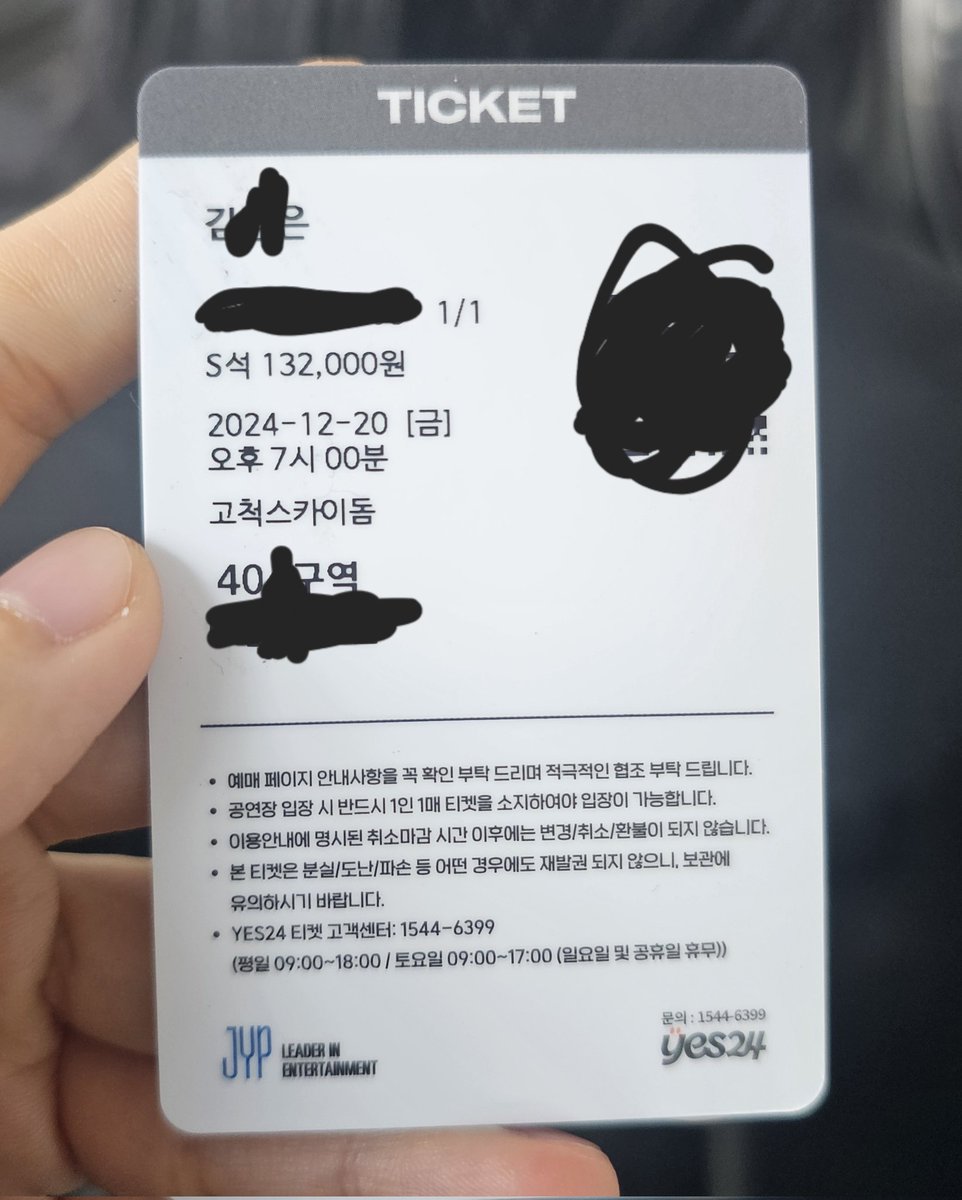 TICKET
김 은
1/1
S석 132,000원
2024-12-20 [금]
오후 7시 00분
고척스카이돔
40 구역
• 예매 페이지 안내사항을 꼭 확인 부탁 드리며 적극적인 협조 부탁 드립니다.
• 공연장 입장 시 반드시 1인 1매 티켓을 소지하여야 입장이 가능합니다.
• 이용안내에 명시된 취소마감 시간 이후에는 변경/취소/환불이 되지 않습니다.
• 본 티켓은 분실/도난/파손 등 어떤 경우에도 재발권 되지 않으니, 보관에
유의하시기 바랍니다.
• YES24 티켓 고객센터: 1544-6399
(평일 09:00~18:00 / 토요일 09:00~17:00 (일요일 및 공휴일 휴무))
JYP LEADER IN
ENTERTAINMENT
문의 : 1544-6399
yes24